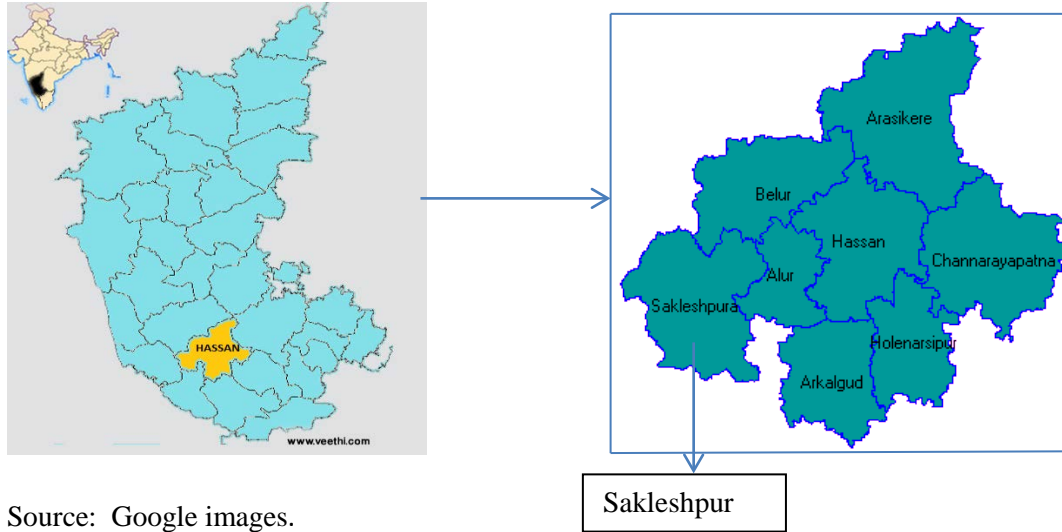 HASSAN
www.veethi.com
Arasikere
Belur
Hassan
Channarayapatna
Alur
Sakleshpura
Holenarsipur
Arkalgud
Sakleshpur
Source: Google images.